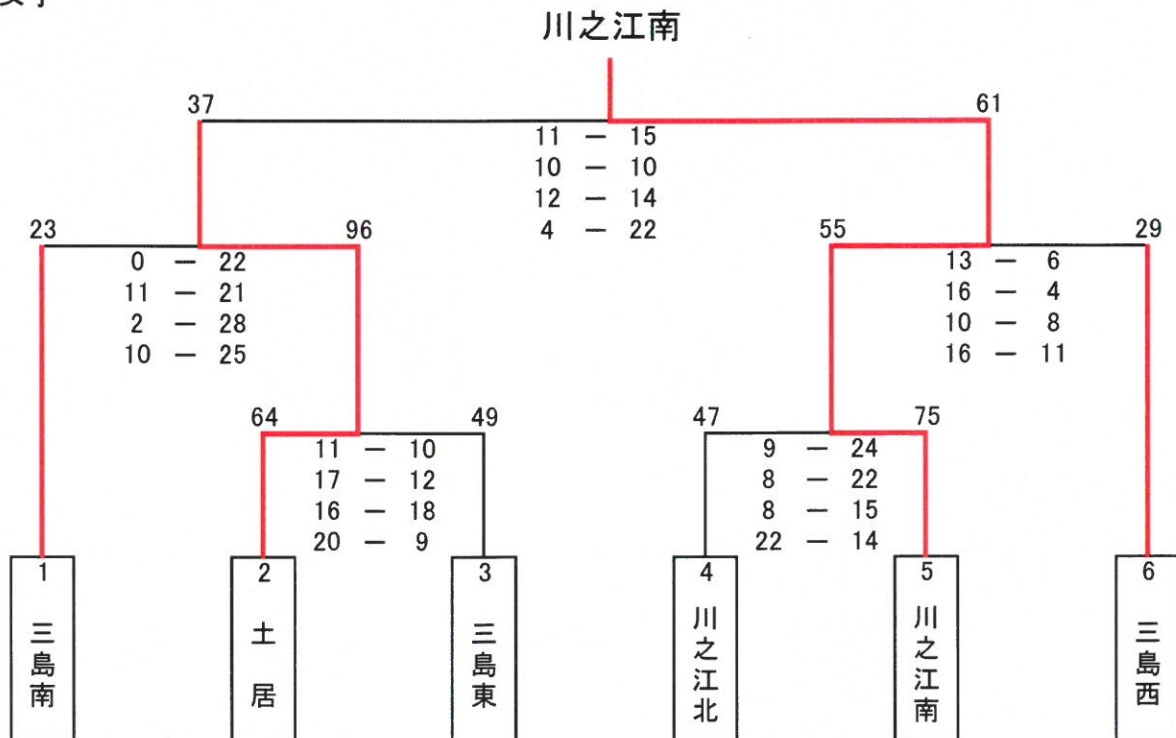 川之江南
37 61
11 － 15
10 － 10
12 － 14
4 － 22
23 96 55 29
0 － 22 13 － 6
11 － 21 16 － 4
2 － 28 10 － 8
10 － 25 16 － 11
64 49 47 75
11 － 10 9 － 24
17 － 12 8 － 22
16 － 18 8 － 15
20 － 9 22 － 14
1 2 3 4 5 6
三島南
土居
三島東
川之江北
川之江南
三島西